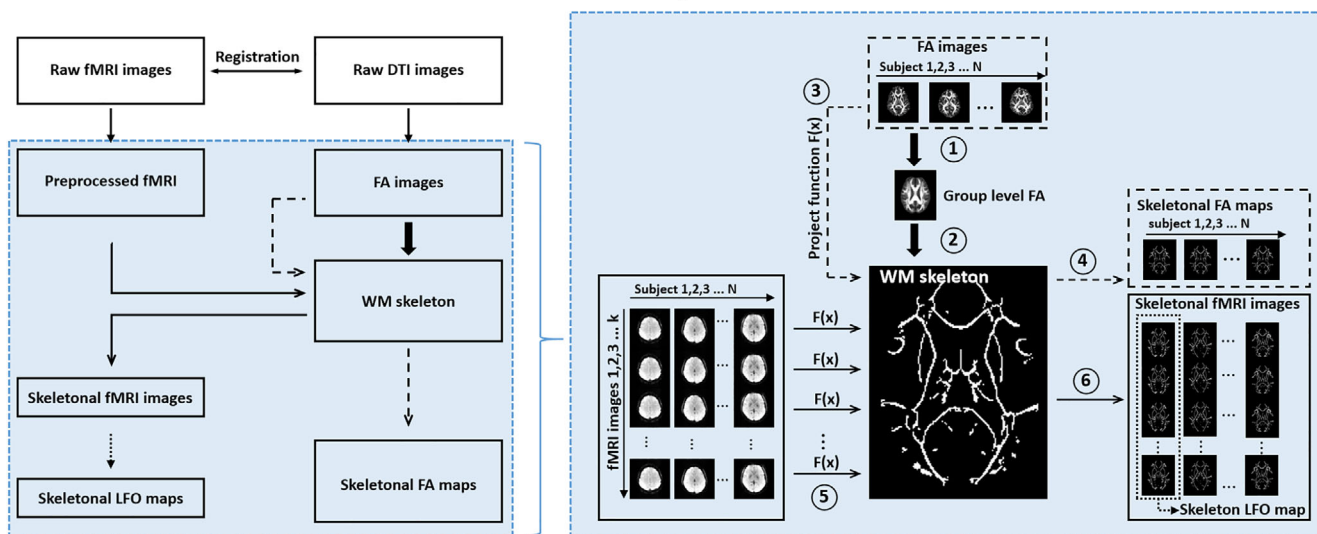 Raw fMRI images
Registration
Raw DTI images
Preprocessed fMRI
FA images
WM skeleton
Skeletonal fMRI images
Skeletonal LFO maps
Skeletonal FA maps
FA images
Subject 1,2,3 ... N
...
3
Project function F(x)
1
Group level FA
2
WM skeleton
4
Skeletonal FA maps
subject 1,2,3 ... N
...
Subject 1,2,3 ... N
fMRI images 1,2,3 ... k
F(x)
F(x)
F(x)
F(x)
5
6
Skeletonal fMRI images
Skeleton LFO map